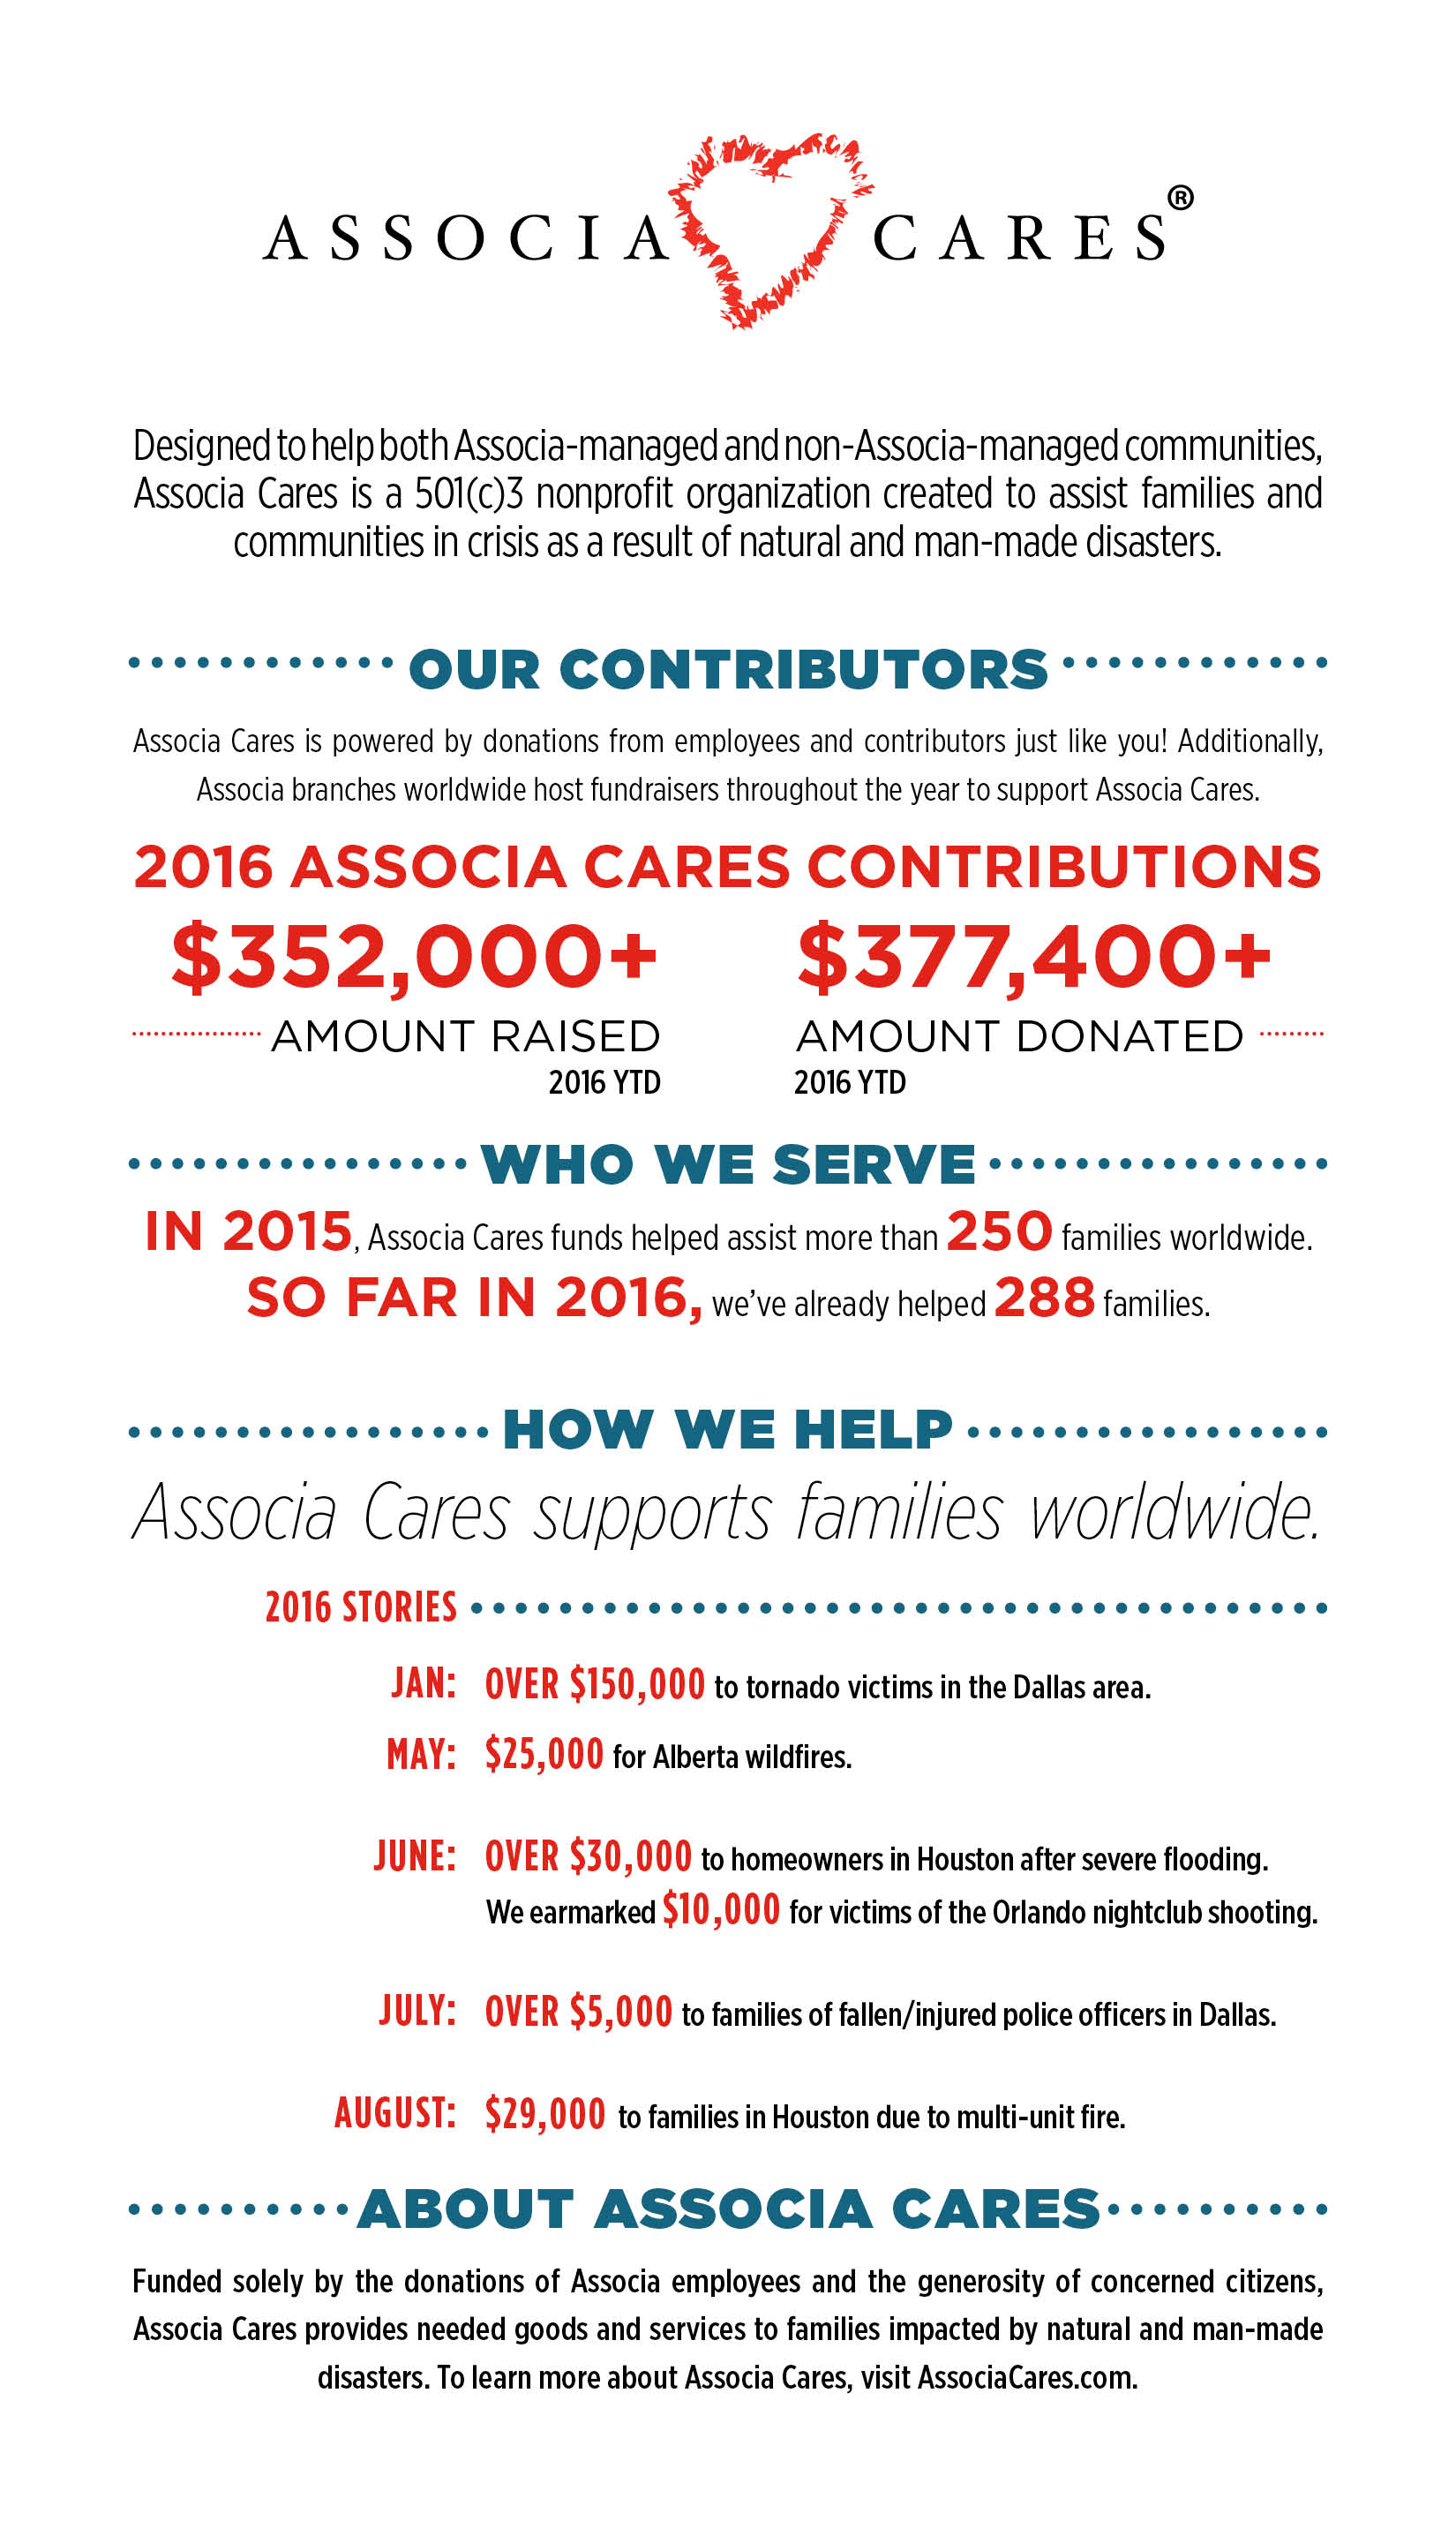 ASSOCIA CARES®
Designed to help both Associa-managed and non-Associa-managed communities,
Associa Cares is a 501(c)3 nonprofit organization created to assist families and
communities in crisis as a result of natural and man-made disasters.
OUR CONTRIBUTORS
Associa Cares is powered by donations from employees and contributors just like you! Additionally,
Associa branches worldwide host fundraisers throughout the year to support Associa Cares.
2016 ASSOCIA CARES CONTRIBUTIONS
$352,000+
AMOUNT RAISED
2016 YTD
$377,400+
AMOUNT DONATED
2016 YTD
WHO WE SERVE
IN 2015, Associa Cares funds helped assist more than 250 families worldwide.
SO FAR IN 2016, we've already helped 288 families.
HOW WE HELP
Associa Cares supports families worldwide.
2016 STORIES
JAN: OVER $150,000 to tornado victims in the Dallas area.
MAY: $25,000 for Alberta wildfires.
JUNE: OVER $30,000 to homeowners in Houston after severe flooding.
We earmarked $10,000 for victims of the Orlando nightclub shooting.
JULY: OVER $5,000 to families of fallen/injured police officers in Dallas.
AUGUST: $29,000 to families in Houston due to multi-unit fire.
ABOUT ASSOCIA CARES
Funded solely by the donations of Associa employees and the generosity of concerned citizens,
Associa Cares provides needed goods and services to families impacted by natural and man-made
disasters. To learn more about Associa Cares, visit AssociaCares.com.